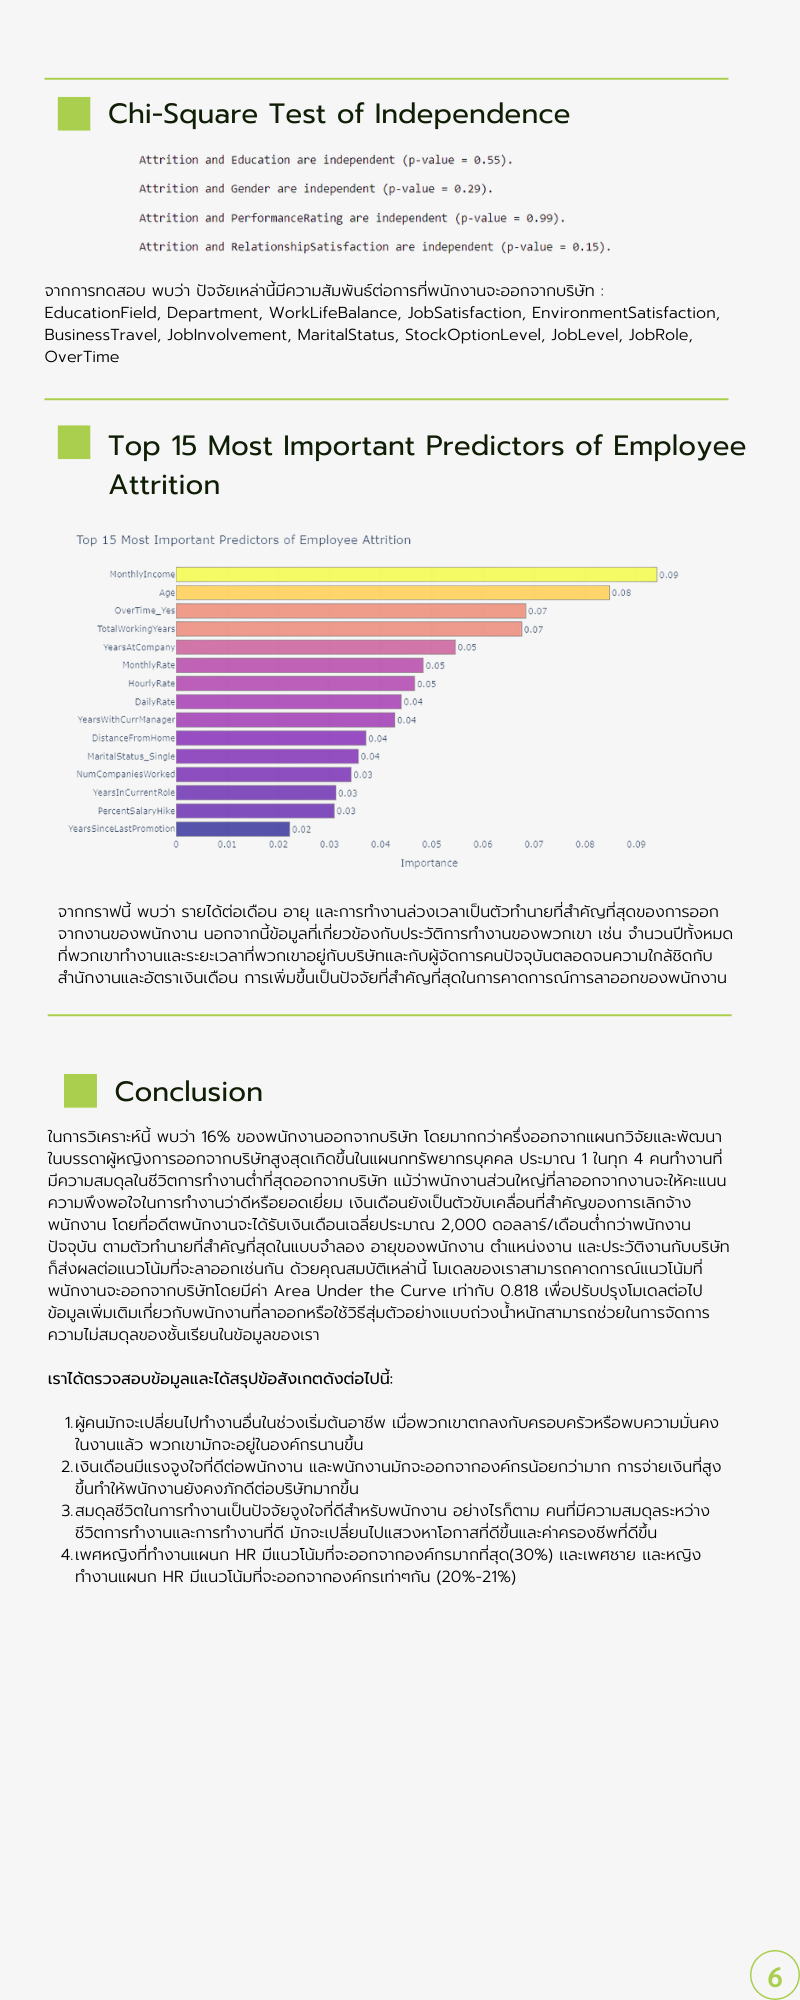 Chi-Square Test of Independence
Attrition and Education are independent (p-value = 0.55).
Attrition and Gender are independent (p-value = 0.29).
Attrition and PerformanceRating are independent (p-value = 0.99).
Attrition and RelationshipSatisfaction are independent (p-value = 0.15).
จากการทดสอบ พบว่า ปัจจัยเหล่านี้มีความสัมพันธ์ต่อการที่พนักงานจะออกจากบริษัท :
EducationField, Department, WorkLifeBalance, JobSatisfaction, EnvironmentSatisfaction,
BusinessTravel, JobInvolvement, MaritalStatus, StockOptionLevel, JobLevel, JobRole,
OverTime
Top 15 Most Important Predictors of Employee
Attrition
Top 15 Most Important Predictors of Employee Attrition
MonthlyIncome 0.09
Age 0.08
OverTime_Yes 0.07
TotalWorkingYears 0.07
YearsAtCompany 0.05
MonthlyRate 0.05
HourlyRate 0.05
DailyRate 0.04
YearsWithCurrManager 0.04
DistanceFromHome 0.04
MaritalStatus_Single 0.04
NumCompaniesWorked 0.03
YearsInCurrentRole 0.03
PercentSalaryHike 0.03
YearsSinceLastPromotion 0.02
0 0.01 0.02 0.03 0.04 0.05 0.06 0.07 0.08 0.09
Importance
จากกราฟนี้ พบว่า รายได้ต่อเดือน อายุ และการทำงานล่วงเวลาเป็นตัวทำนายที่สำคัญที่สุดของการออก
จากงานของพนักงาน นอกจากนี้ข้อมูลที่เกี่ยวข้องกับประวัติการทำงานของพวกเขา เช่น จำนวนปีทั้งหมด
ที่พวกเขาทำงานและระยะเวลาที่พวกเขาอยู่กับบริษัทและกับผู้จัดการคนปัจจุบันตลอดจนความใกล้ชิดกับ
สำนักงานและอัตราเงินเดือน การเพิ่มขึ้นเป็นปัจจัยที่สำคัญที่สุดในการคาดการณ์การลาออกของพนักงาน
Conclusion
ในการวิเคราะห์นี้ พบว่า 16% ของพนักงานออกจากบริษัท โดยมากกว่าครึ่งออกจากแผนกวิจัยและพัฒนา
ในบรรดาผู้หญิงการออกจากบริษัทสูงสุดเกิดขึ้นในแผนกทรัพยากรบุคคล ประมาณ 1 ในทุก 4 คนทำงานที่
มีความสมดุลในชีวิตการทำงานต่ำที่สุดออกจากบริษัท แม้ว่าพนักงานส่วนใหญ่ที่ลาออกจากงานจะให้คะแนน
ความพึงพอใจในการทำงานว่าดีหรือยอดเยี่ยม เงินเดือนยังเป็นตัวขับเคลื่อนที่สำคัญของการเลิกจ้าง
พนักงาน โดยที่อดีตพนักงานจะได้รับเงินเดือนเฉลี่ยประมาณ 2,000 ดอลลาร์/เดือนต่ำกว่าพนักงาน
ปัจจุบัน ตามตัวทำนายที่สำคัญที่สุดในแบบจำลอง อายุของพนักงาน ตำแหน่งงาน และประวัติงานกับบริษัท
ก็ส่งผลต่อแนวโน้มที่จะลาออกเช่นกัน ด้วยคุณสมบัติเหล่านี้ โมเดลของเราสามารถคาดการณ์แนวโน้มที่
พนักงานจะออกจากบริษัทโดยมีค่า Area Under the Curve เท่ากับ 0.818 เพื่อปรับปรุงโมเดลต่อไป
ข้อมูลเพิ่มเติมเกี่ยวกับพนักงานที่ลาออกหรือใช้วิธีสุ่มตัวอย่างแบบถ่วงน้ำหนักสามารถช่วยในการจัดการ
ความไม่สมดุลของชั้นเรียนในข้อมูลของเรา
เราได้ตรวจสอบข้อมูลและได้สรุปข้อสังเกตดังต่อไปนี้:
1. ผู้คนมักจะเปลี่ยนไปทำงานอื่นในช่วงเริ่มต้นอาชีพ เมื่อพวกเขาตกลงกับครอบครัวหรือพบความมั่นคง
ในงานแล้ว พวกเขามักจะอยู่ในองค์กรนานขึ้น
2. เงินเดือนมีแรงจูงใจที่ดีต่อพนักงาน และพนักงานมักจะออกจากองค์กรน้อยกว่ามาก การจ่ายเงินที่สูง
ขึ้นทำให้พนักงานยังคงภักดีต่อบริษัทมากขึ้น
3. สมดุลชีวิตในการทำงานเป็นปัจจัยจูงใจที่ดีสำหรับพนักงาน อย่างไรก็ตาม คนที่มีความสมดุลระหว่าง
ชีวิตการทำงานและการทำงานที่ดี มักจะเปลี่ยนไปแสวงหาโอกาสที่ดีขึ้นและค่าครองชีพที่ดีขึ้น
4. เพศหญิงที่ทำงานแผนก HR มีแนวโน้มที่จะออกจากองค์กรมากที่สุด(30%) และเพศชาย และหญิง
ทำงานแผนก HR มีแนวโน้มที่จะออกจากองค์กรเท่าๆกัน (20%-21%)
6